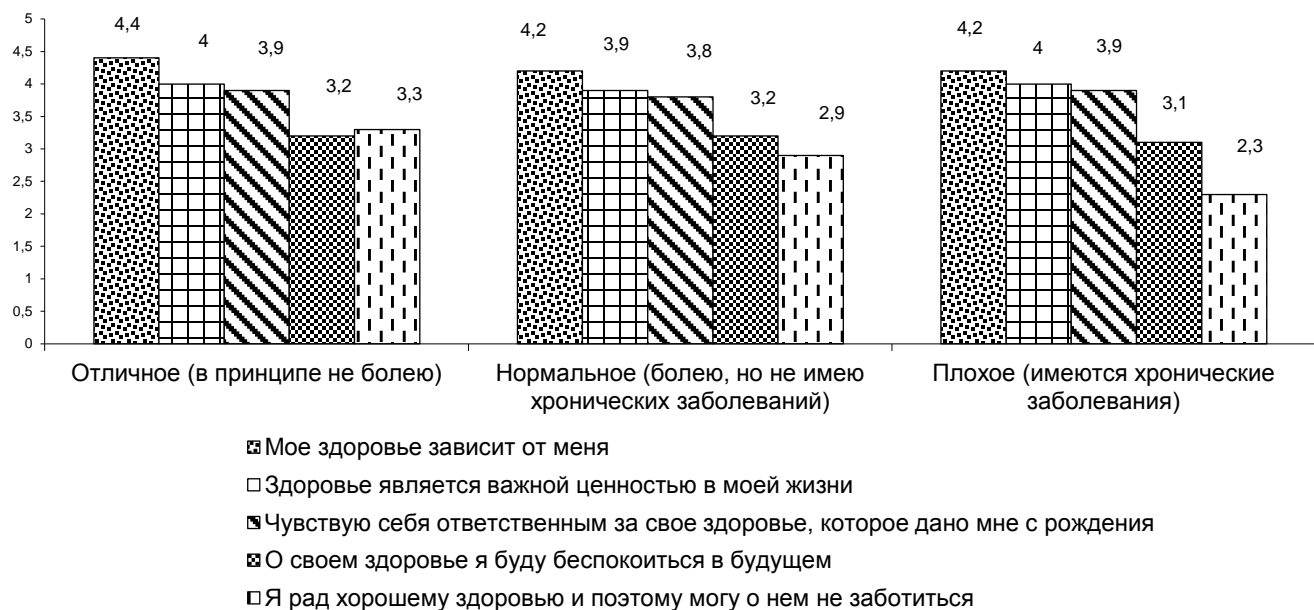 5
4,5
4
3,5
3
2,5
2
1,5
1
0,5
0
4,4
4
3,9
3,2
3,3
4,2
3,9
3,8
3,2
2,9
4,2
4
3,9
3,1
2,3
Отличное (в принципе не болею)
Нормальное (болею, но не имею
хронических заболеваний)
Плохое (имеются хронические
заболевания)
Мое здоровье зависит от меня
Здоровье является важной ценностью в моей жизни
Чувствую себя ответственным за свое здоровье, которое дано мне с рождения
О своем здоровье я буду беспокоиться в будущем
Я рад хорошему здоровью и поэтому могу о нем не заботиться